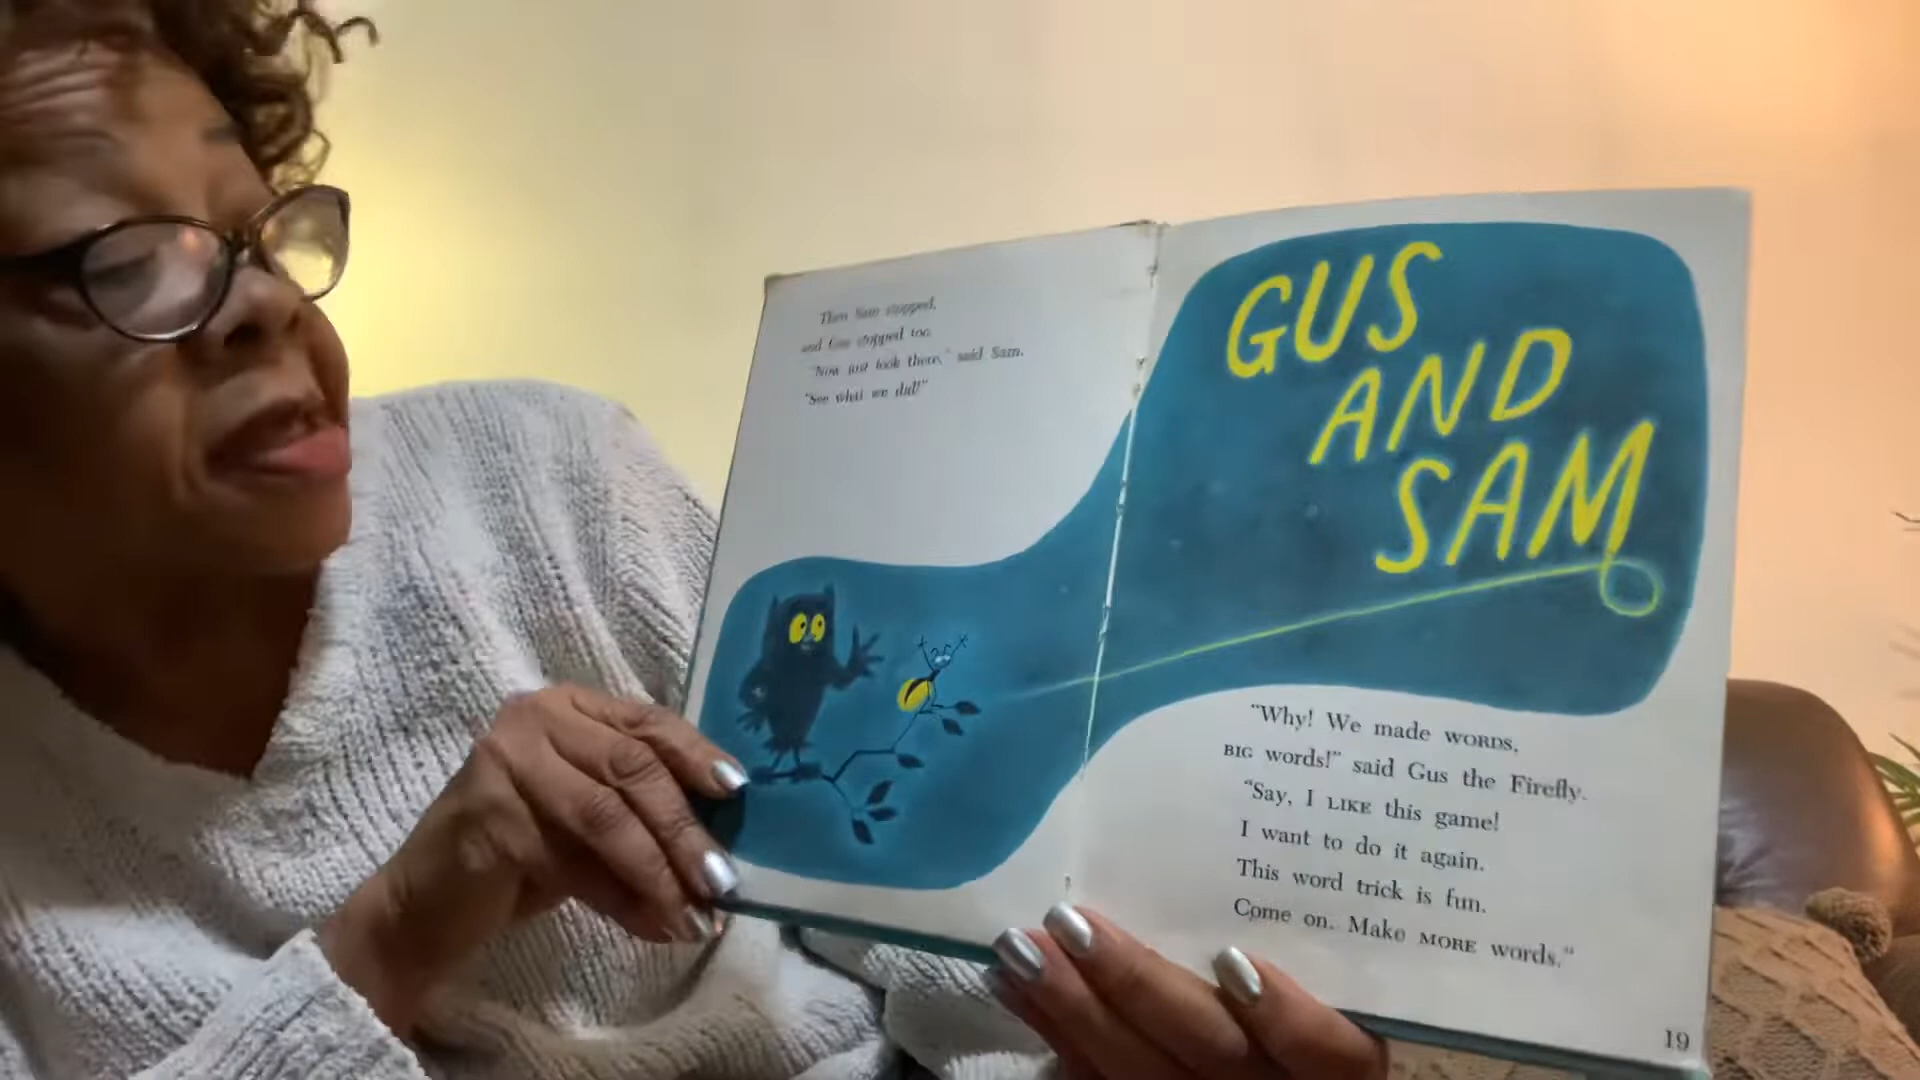 Then Sam stopped,
and Gus stopped too.
"Now just look there," said Sam.
"See what we did!"
GUS
AND
SAM
"Why! We made WORDS,
BIG words!" said Gus the Firefly.
"Say, I LIKE this game!
I want to do it again.
This word trick is fun.
Come on. Make MORE words."
19